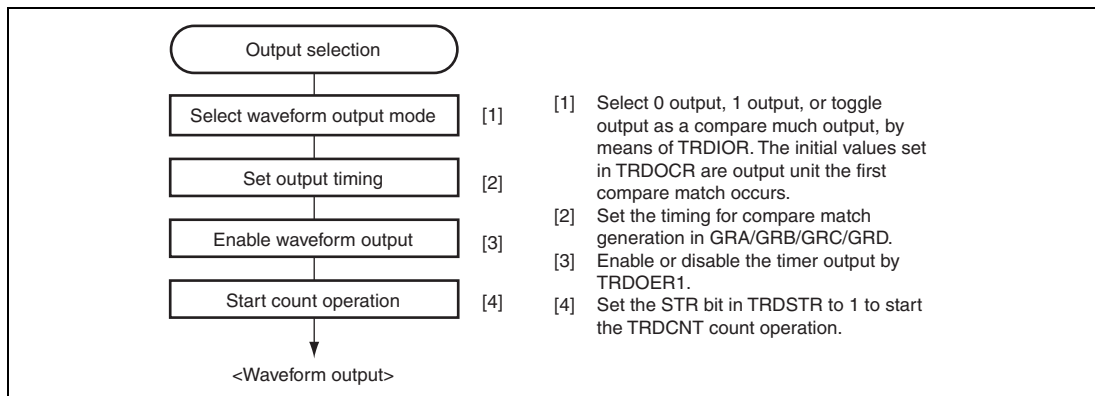 Output selection
Select waveform output mode
[1]
Set output timing
[2]
Enable waveform output
[3]
Start count operation
[4]
<Waveform output>
[1] Select 0 output, 1 output, or toggle
output as a compare much output, by
means of TRDIOR. The initial values set
in TRDOCR are output unit the first
compare match occurs.
[2] Set the timing for compare match
generation in GRA/GRB/GRC/GRD.
[3] Enable or disable the timer output by
TRDOER1.
[4] Set the STR bit in TRDSTR to 1 to start
the TRDCNT count operation.